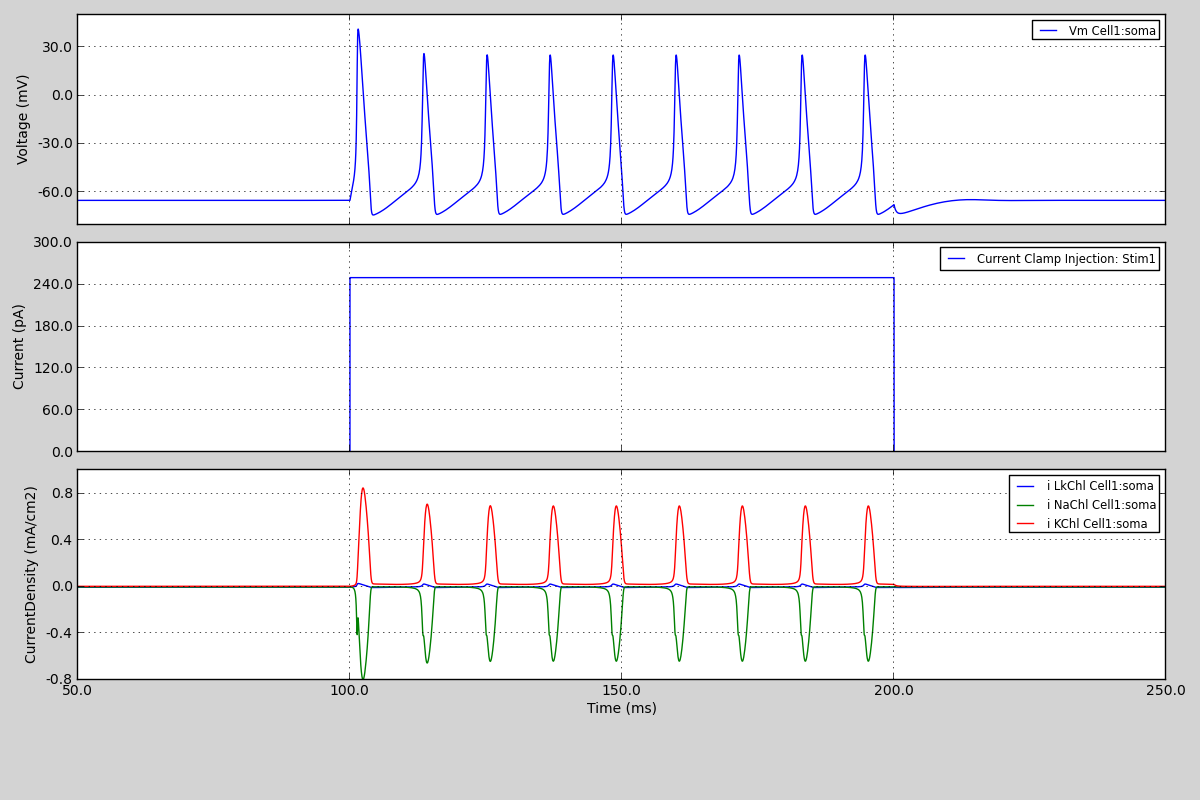 Voltage (mV)
30.0
0.0
-30.0
-60.0
Vm Cell1:soma
Current (pA)
300.0
240.0
180.0
120.0
60.0
0.0
Current Clamp Injection: Stim1
CurrentDensity (mA/cm2)
0.8
0.4
0.0
-0.4
-0.8
i LkChl Cell1:soma
i NaChl Cell1:soma
i KChl Cell1:soma
50.0 100.0 150.0 200.0 250.0
Time (ms)